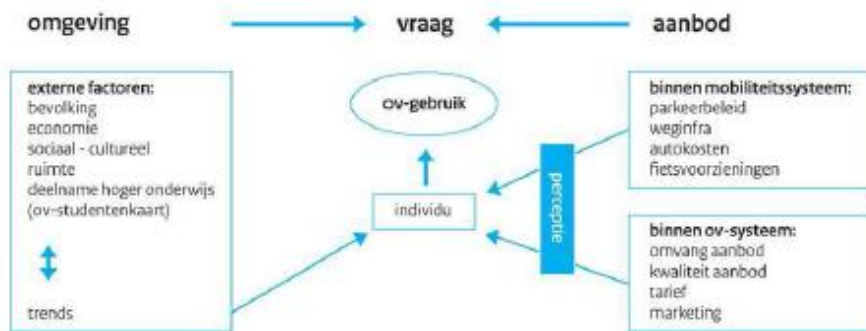 omgeving
vraag
aanbod
externe factoren:
bevolking
economie
sociaal - cultureel
ruimte
deelname hoger onderwijs
(ov-studentenkaart)
trends
ov-gebruik
individu
perceptie
binnen mobiliteitssysteem:
parkeerbeleid
weginfra
autokosten
fietsvoorzieningen
binnen ov-systeem:
omvang aanbod
kwaliteit aanbod
tarief
marketing